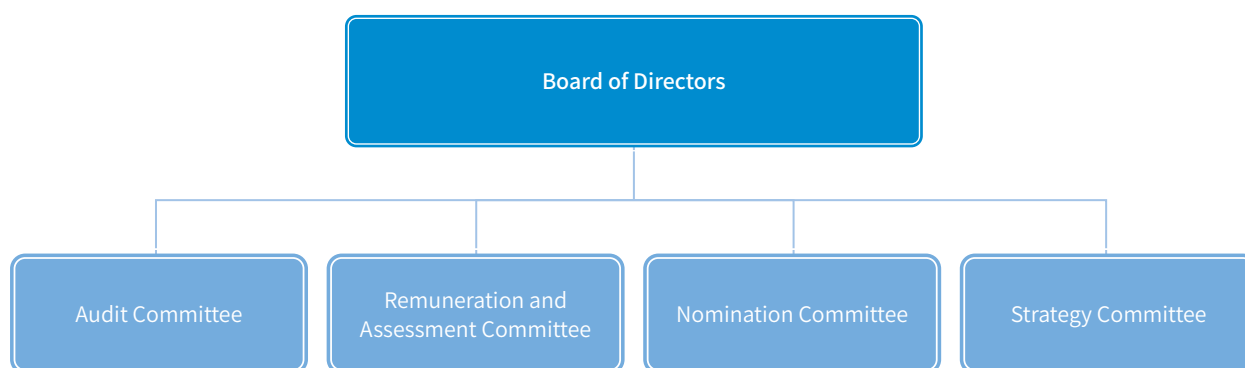 Board of Directors
Audit Committee
Remuneration and
Assessment Committee
Nomination Committee
Strategy Committee